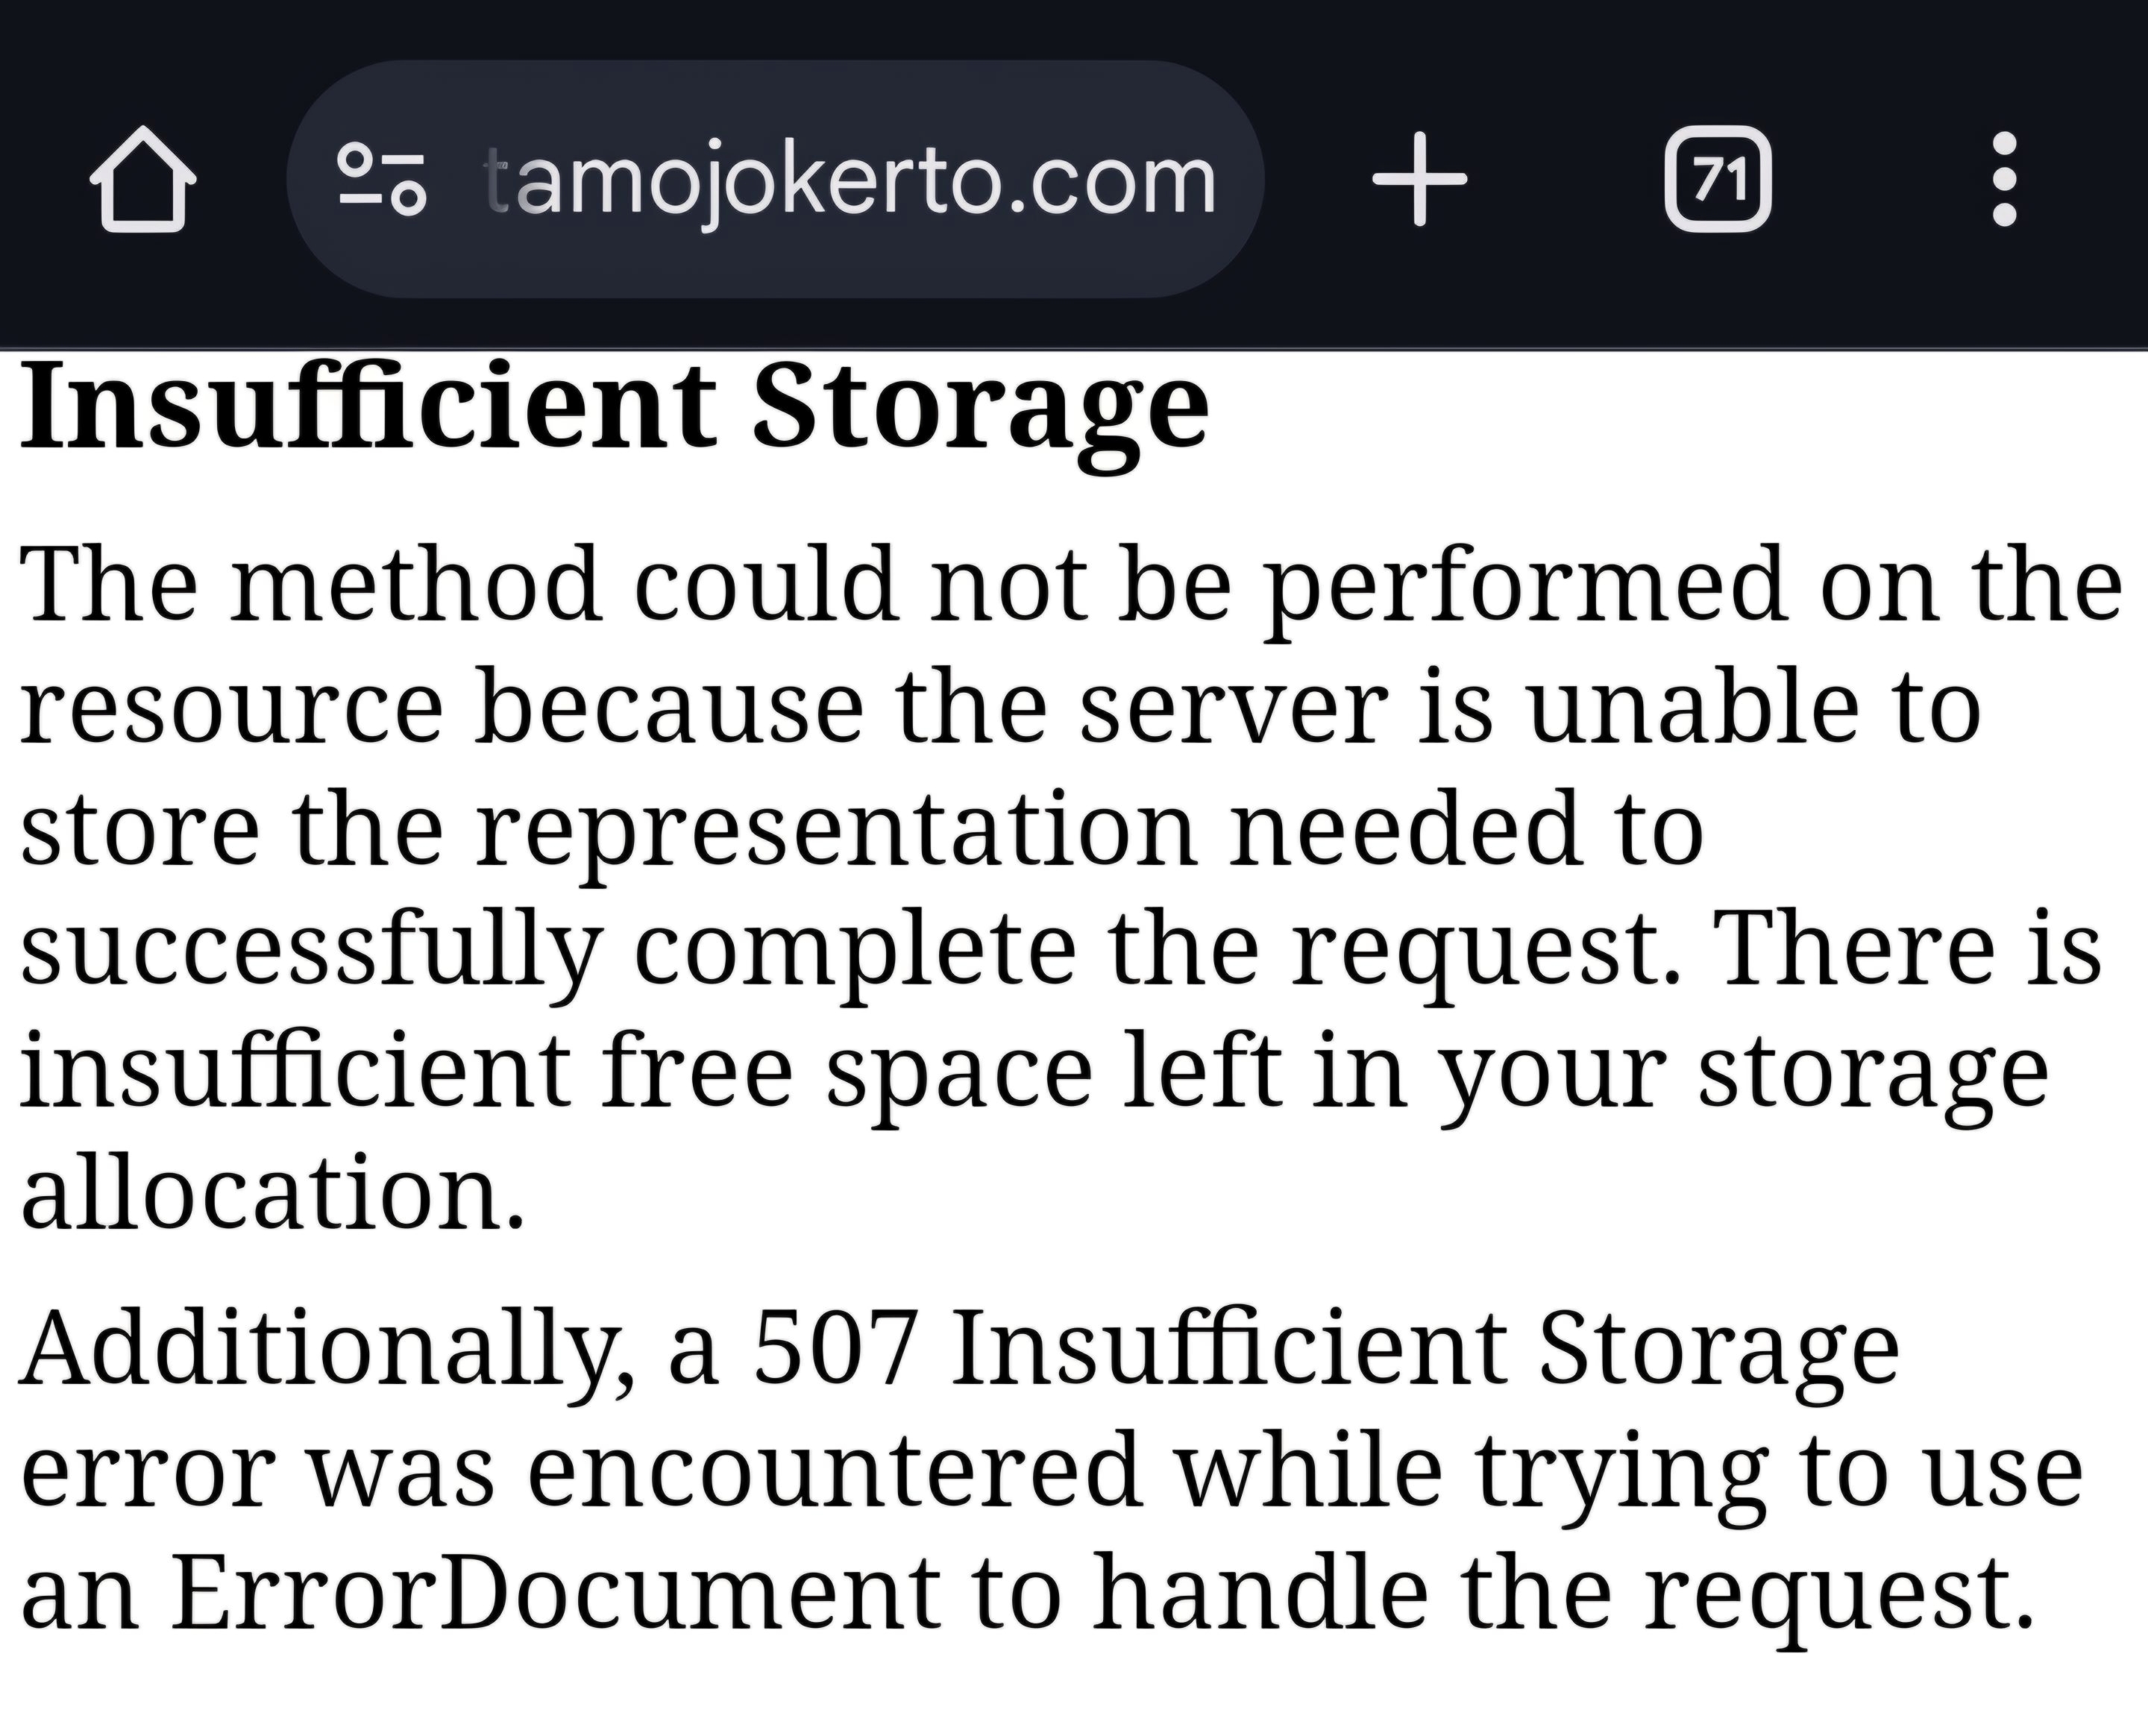 tamojokerto.com
71
Insufficient Storage
The method could not be performed on the
resource because the server is unable to
store the representation needed to
successfully complete the request. There is
insufficient free space left in your storage
allocation.
Additionally, a 507 Insufficient Storage
error was encountered while trying to use
an ErrorDocument to handle the request.